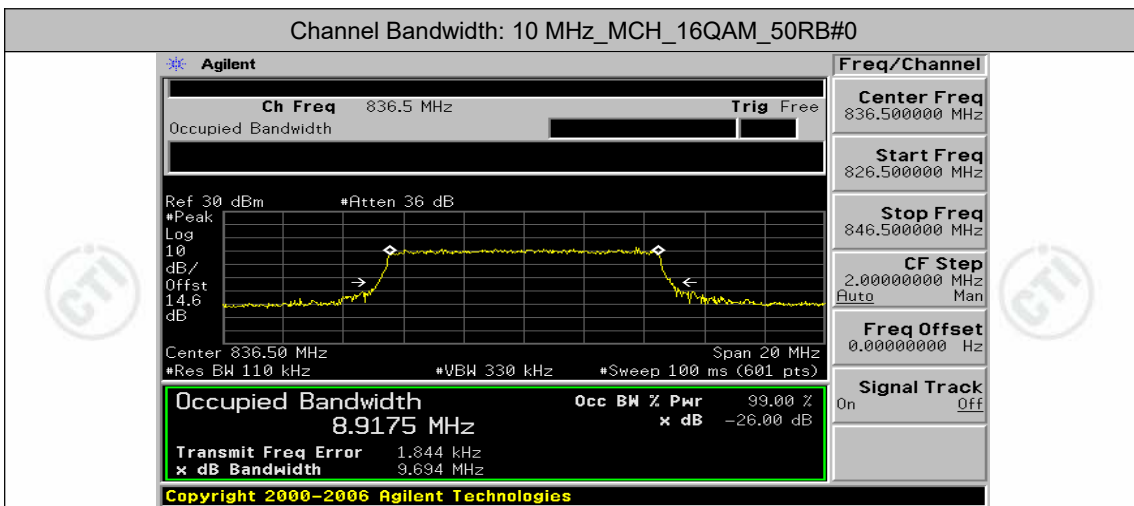 Channel Bandwidth: 10 MHz_MCH_16QAM_50RB#0
Agilent
Freq/Channel
Ch Freq 836.5 MHz Trig Free
Occupied Bandwidth
Center Freq
836.500000 MHz
Start Freq
826.500000 MHz
Stop Freq
846.500000 MHz
CF Step
2.00000000 MHz
Auto Man
Freq Offset
0.00000000 Hz
Signal Track
On Off
Ref 30 dBm #Atten 36 dB
#Peak
Log
10
dB/
Offst
14.6
dB
Center 836.50 MHz Span 20 MHz
#Res BW 110 kHz #VBW 330 kHz #Sweep 100 ms (601 pts)
Occupied Bandwidth Occ BW % Pwr 99.00 %
8.9175 MHz x dB -26.00 dB
Transmit Freq Error 1.844 kHz
x dB Bandwidth 9.694 MHz
Copyright 2000-2006 Agilent Technologies
CTI
CTI